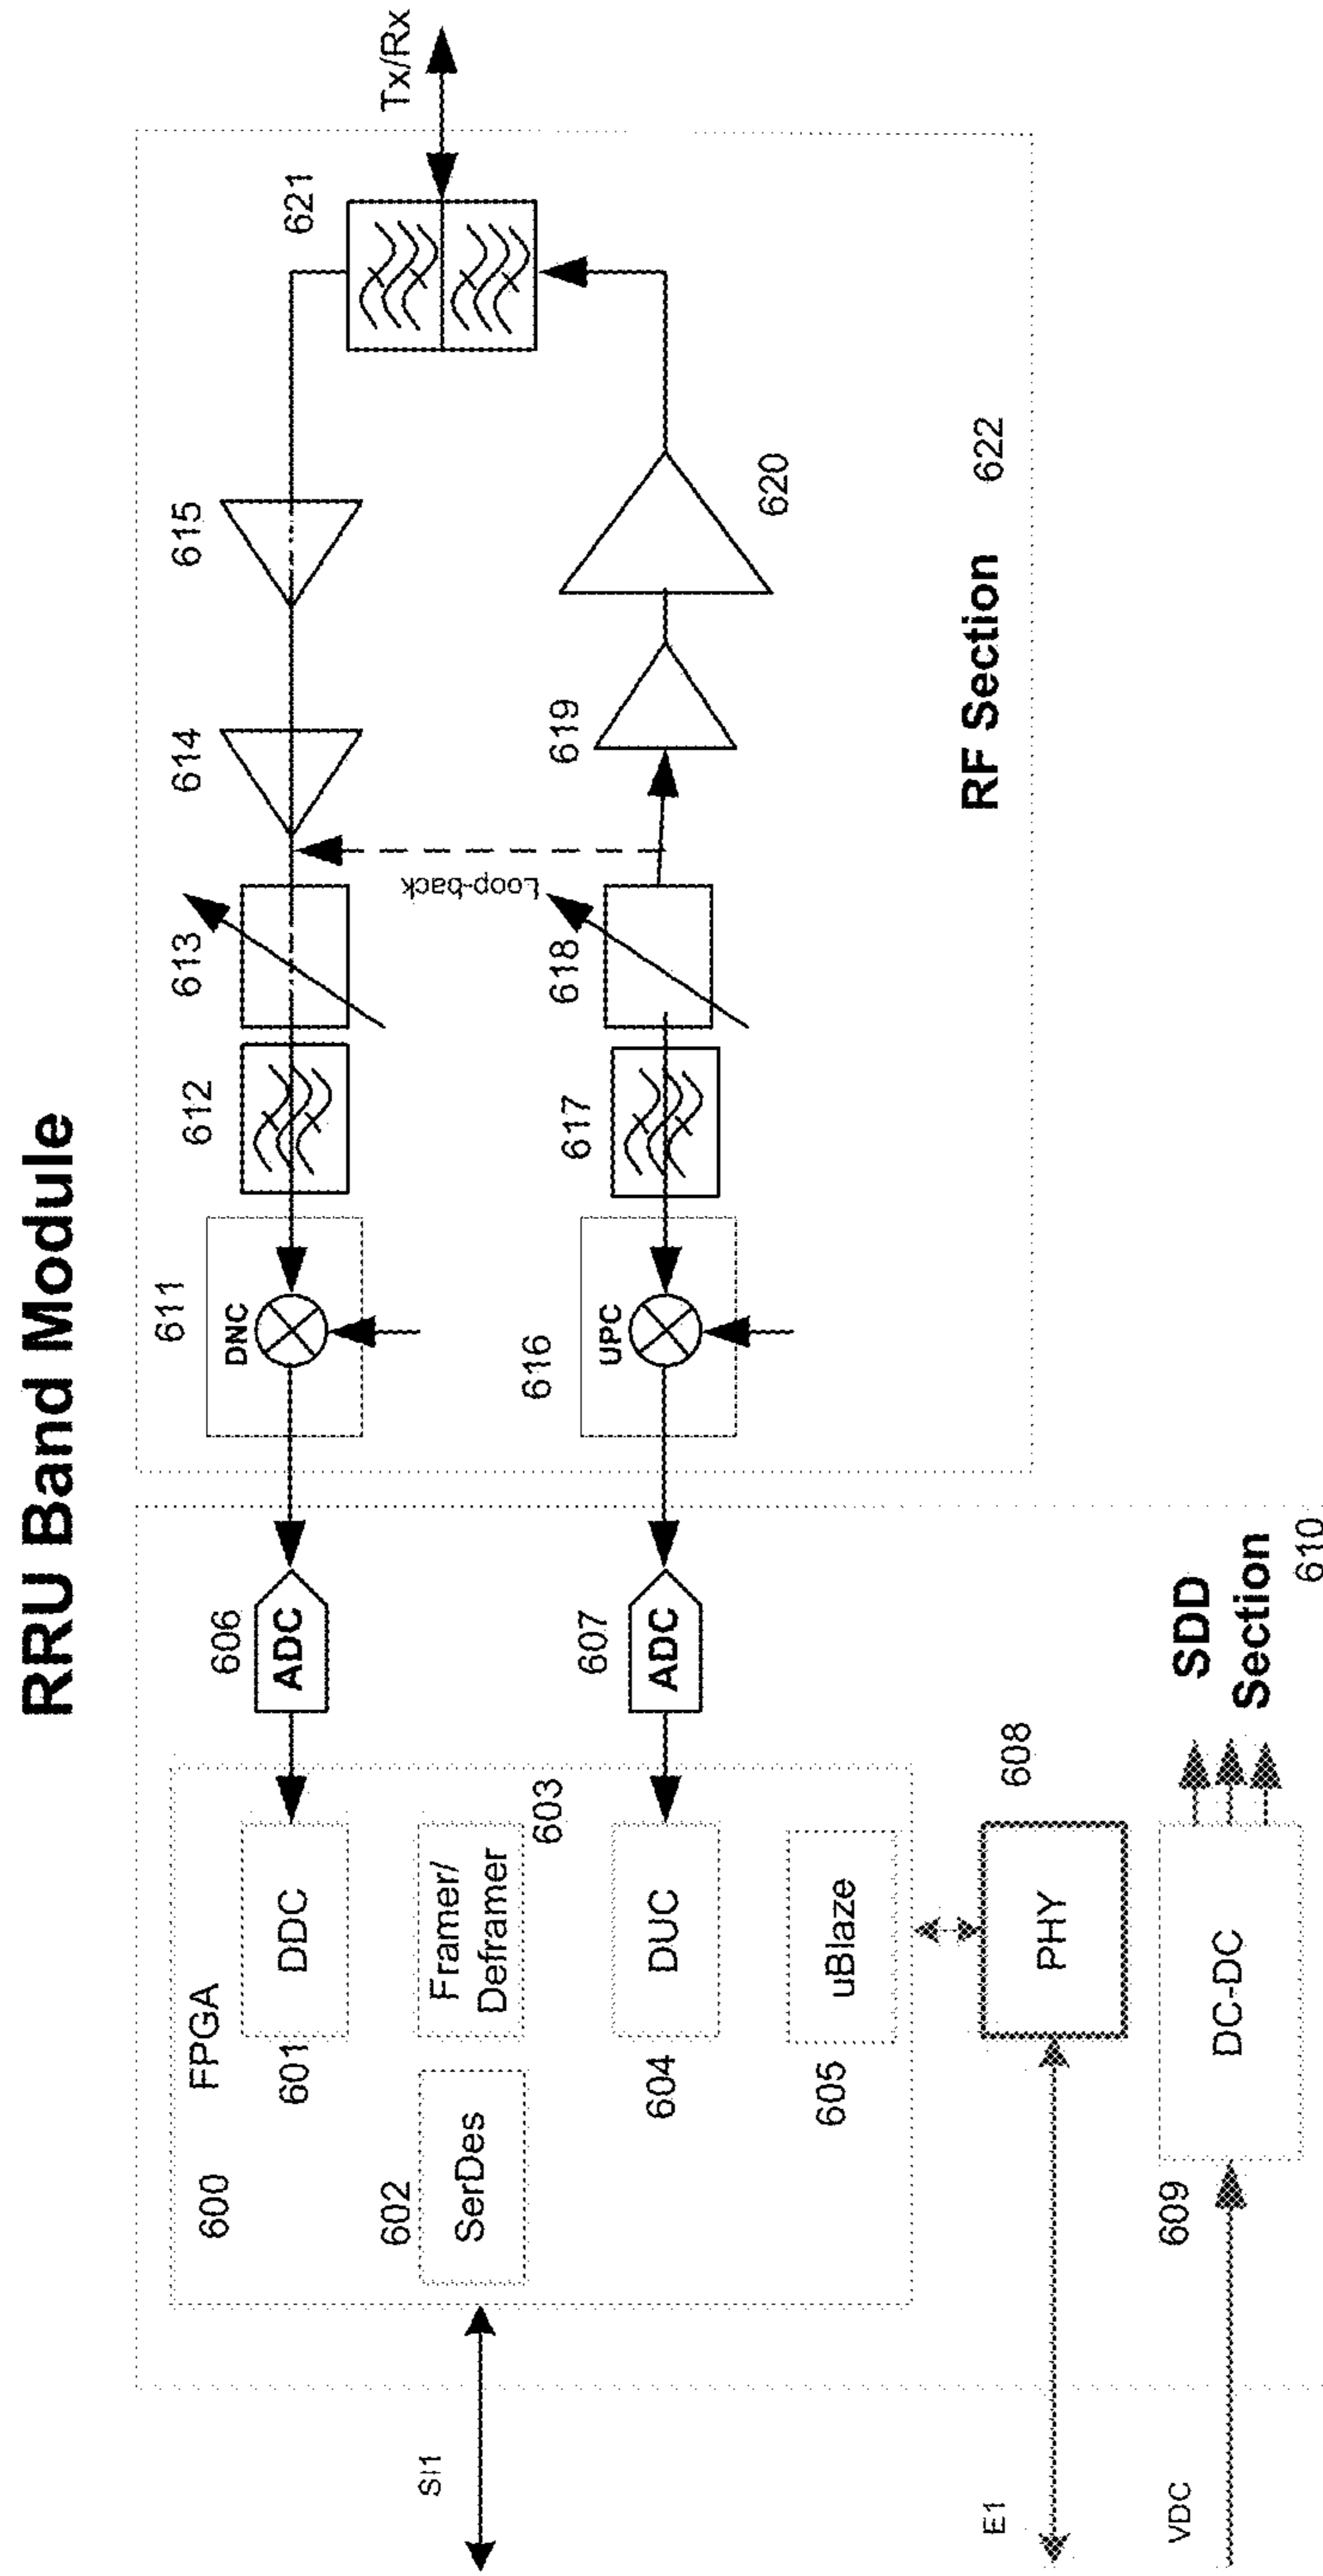 RRU Band Module
Tx/Rx
621
615
614
613
612
611
606
ADC
DNC
Loop-back
620
619
618
617
616
UPC
607
ADC
RF Section 622
FPGA
600
601
DDC
602
SerDes
603
Framer/
Deframer
604
DUC
605
uBlaze
608
PHY
609
DC-DC
SDD
Section
610
SI1
E1
VDC